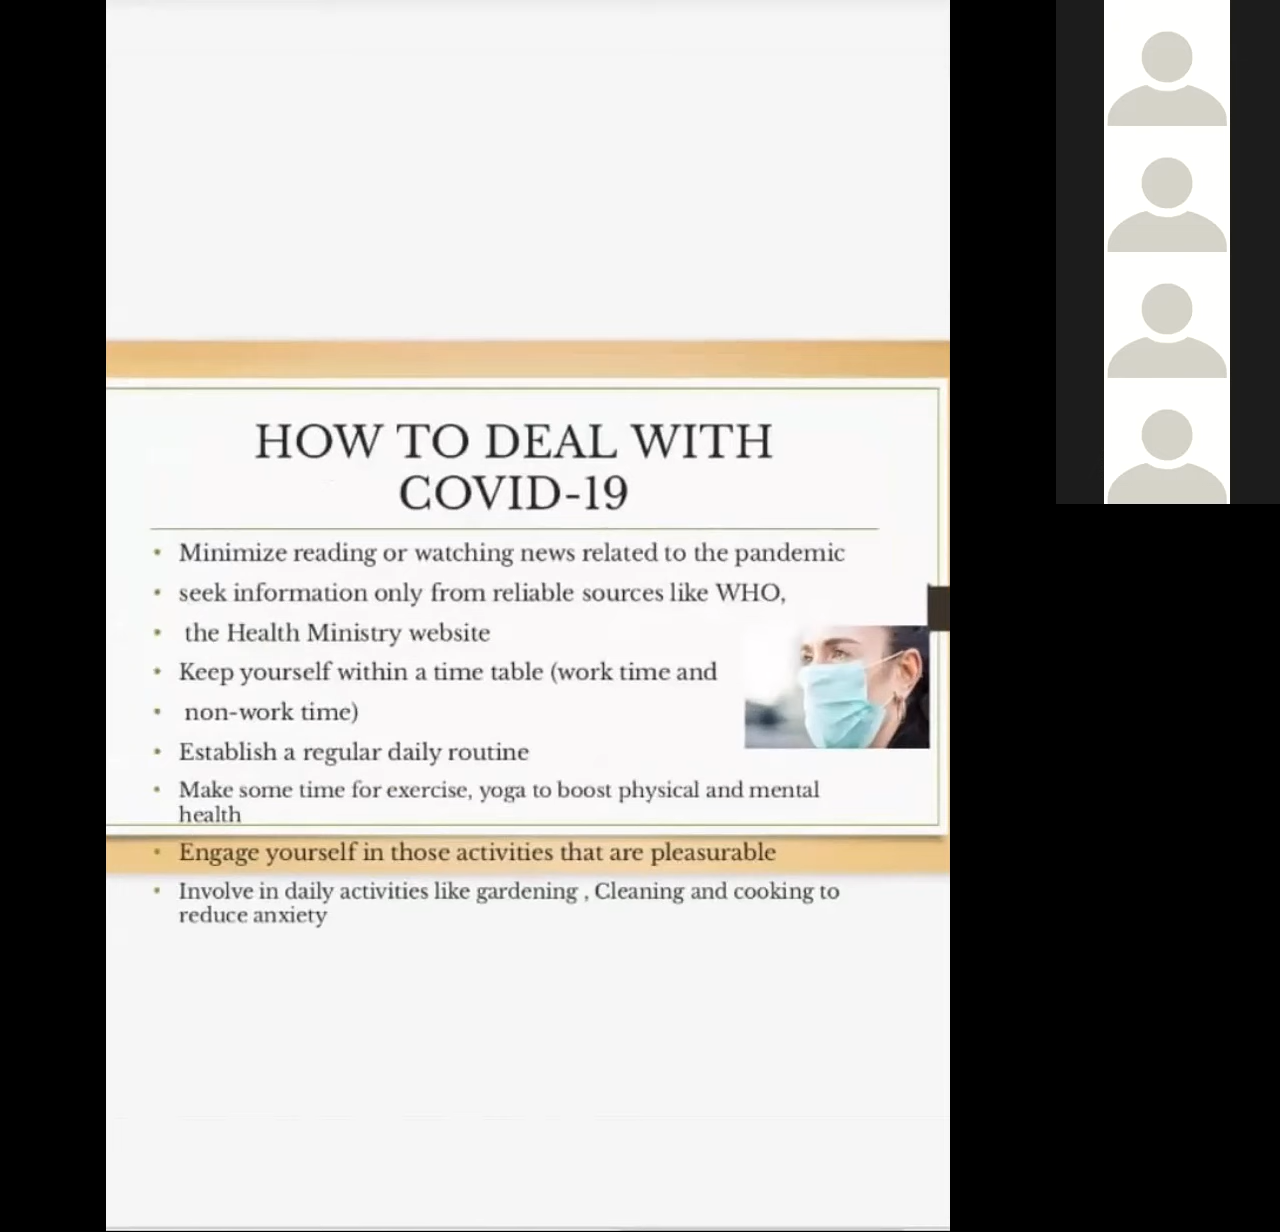 HOW TO DEAL WITH
COVID-19
• Minimize reading or watching news related to the pandemic
• seek information only from reliable sources like WHO,
• the Health Ministry website
• Keep yourself within a time table (work time and
• non-work time)
• Establish a regular daily routine
• Make some time for exercise, yoga to boost physical and mental
health
• Engage yourself in those activities that are pleasurable
• Involve in daily activities like gardening , Cleaning and cooking to
reduce anxiety